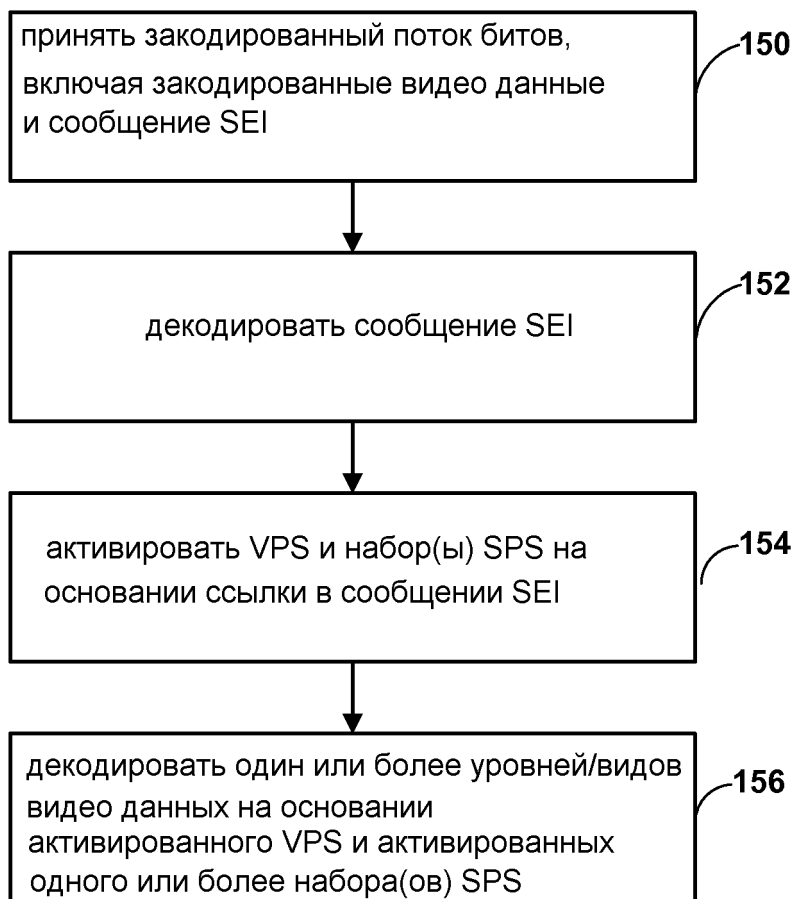 принять закодированный поток битов,
150
включая закодированные видео данные
и сообщение SEI
152
декодировать сообщение SEI
активировать VPS и набор(ы) SPS на
154
основании ссылки в сообщении SEI
декодировать один или более уровней/видов
156
видео данных на основании
активированного VPS и активированных
одного или более набора(ов) SPS